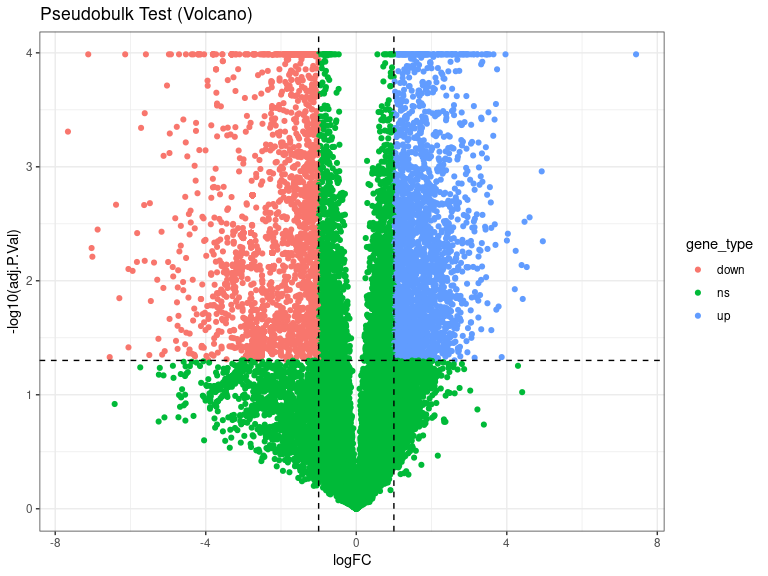 Pseudobulk Test (Volcano)
4
3
2
1
0
-log10(adj.P.Val)
-8
-4
0
4
8
logFC
gene_type
down
ns
up